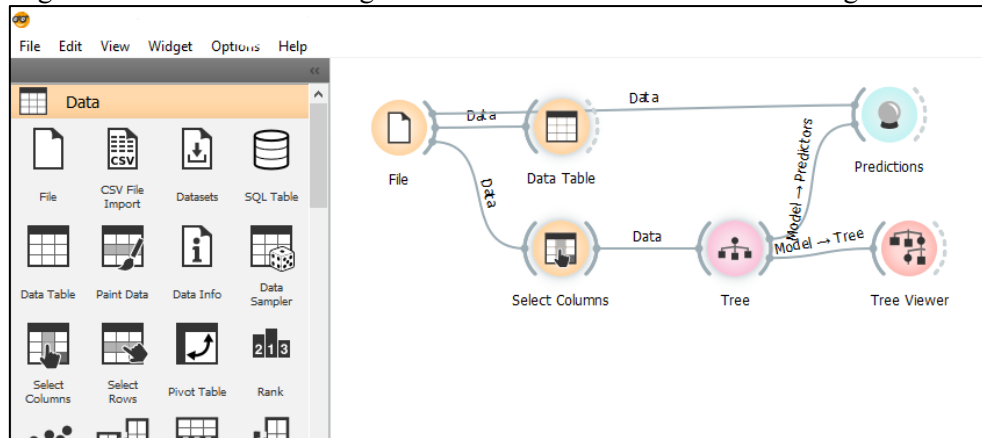 File Edit View Widget Options Help
Data
File
CSV File
Import
Datasets
SQL Table
Data Table
Paint Data
Data Info
Data
Sampler
Select
Columns
Select
Rows
Pivot Table
Rank
Data
Data
Data
File
Data Table
Predictions
Model → Predictors
Data
Model → Tree
Select Columns
Tree
Tree Viewer